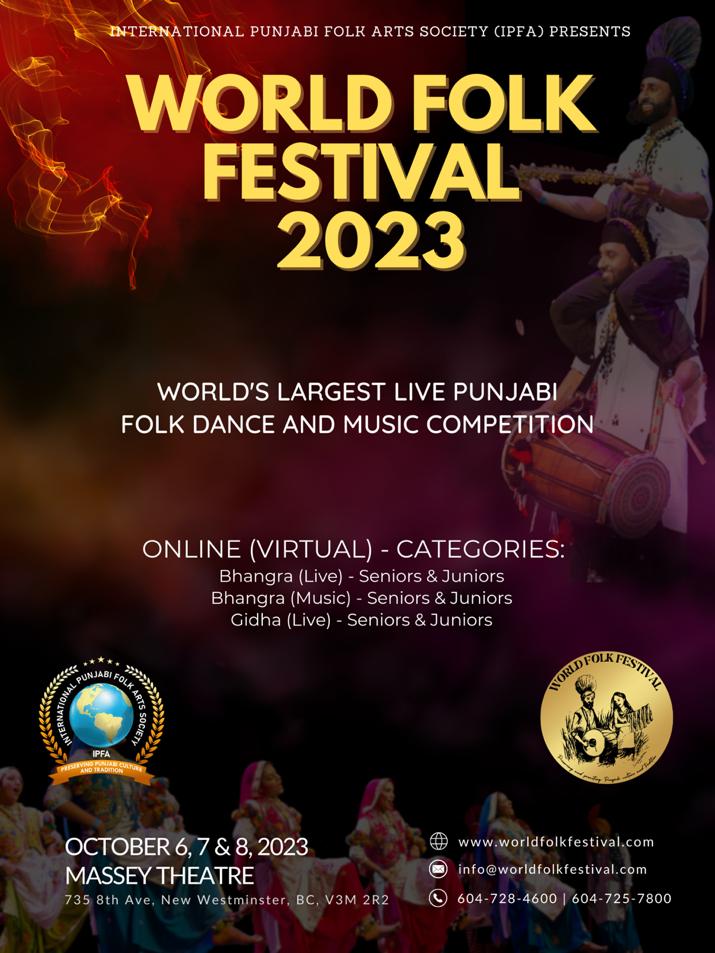 INTERNATIONAL PUNJABI FOLK ARTS SOCIETY (IPFA) PRESENTS
WORLD FOLK
FESTIVAL
2023
WORLD'S LARGEST LIVE PUNJABI
FOLK DANCE AND MUSIC COMPETITION
ONLINE (VIRTUAL) - CATEGORIES:
Bhangra (Live) - Seniors & Juniors
Bhangra (Music) - Seniors & Juniors
Gidha (Live) - Seniors & Juniors
INTERNATIONAL PUNJABI FOLK ARTS SOCIETY
IPFA
PRESERVING PUNJABI CULTURE
AND TRADITION
WORLD FOLK FESTIVAL
OCTOBER 6, 7 & 8, 2023
MASSEY THEATRE
735 8th Ave, New Westminster, BC, V3M 2R2
www.worldfolkfestival.com
info@worldfolkfestival.com
604-728-4600 | 604-725-7800